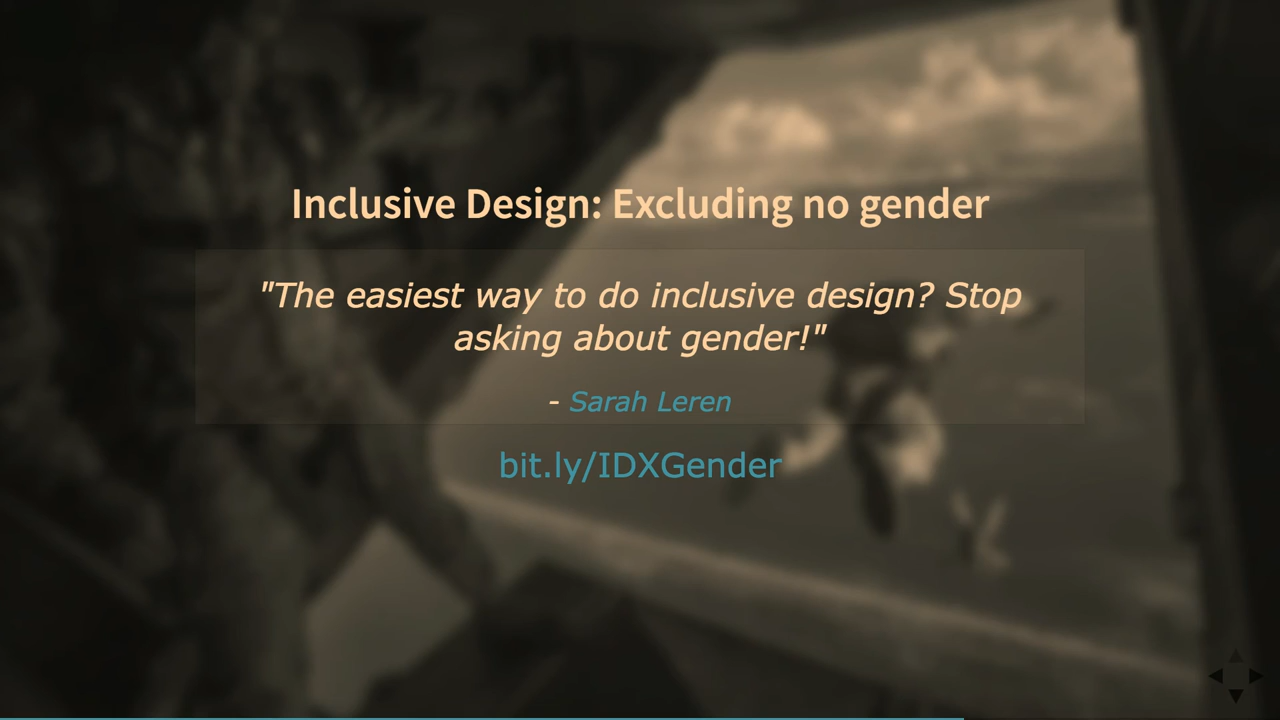 Inclusive Design: Excluding no gender
"The easiest way to do inclusive design? Stop
asking about gender!"
- Sarah Leren
bit.ly/IDXGender